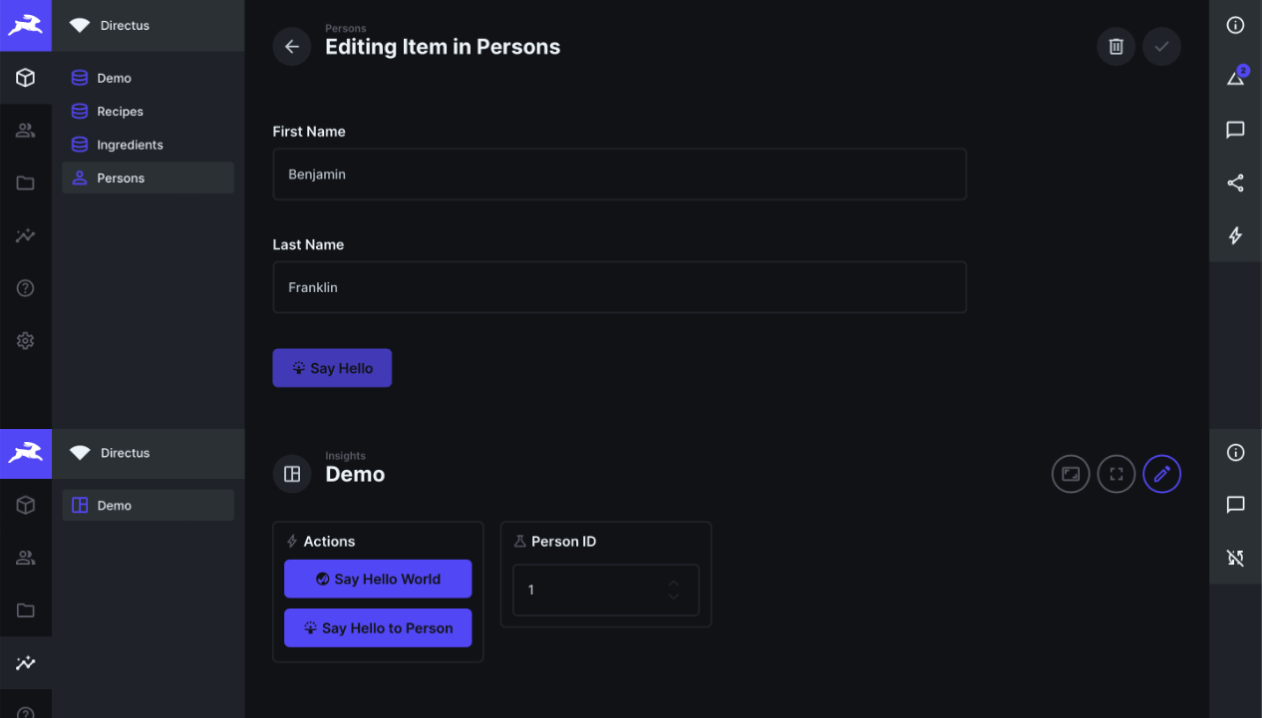 Directus
Demo
Recipes
Ingredients
Persons
Persons
Editing Item in Persons
2
First Name
Benjamin
Last Name
Franklin
Say Hello
Directus
Demo
Insights
Demo
Actions
Say Hello World
Say Hello to Person
Person ID
1